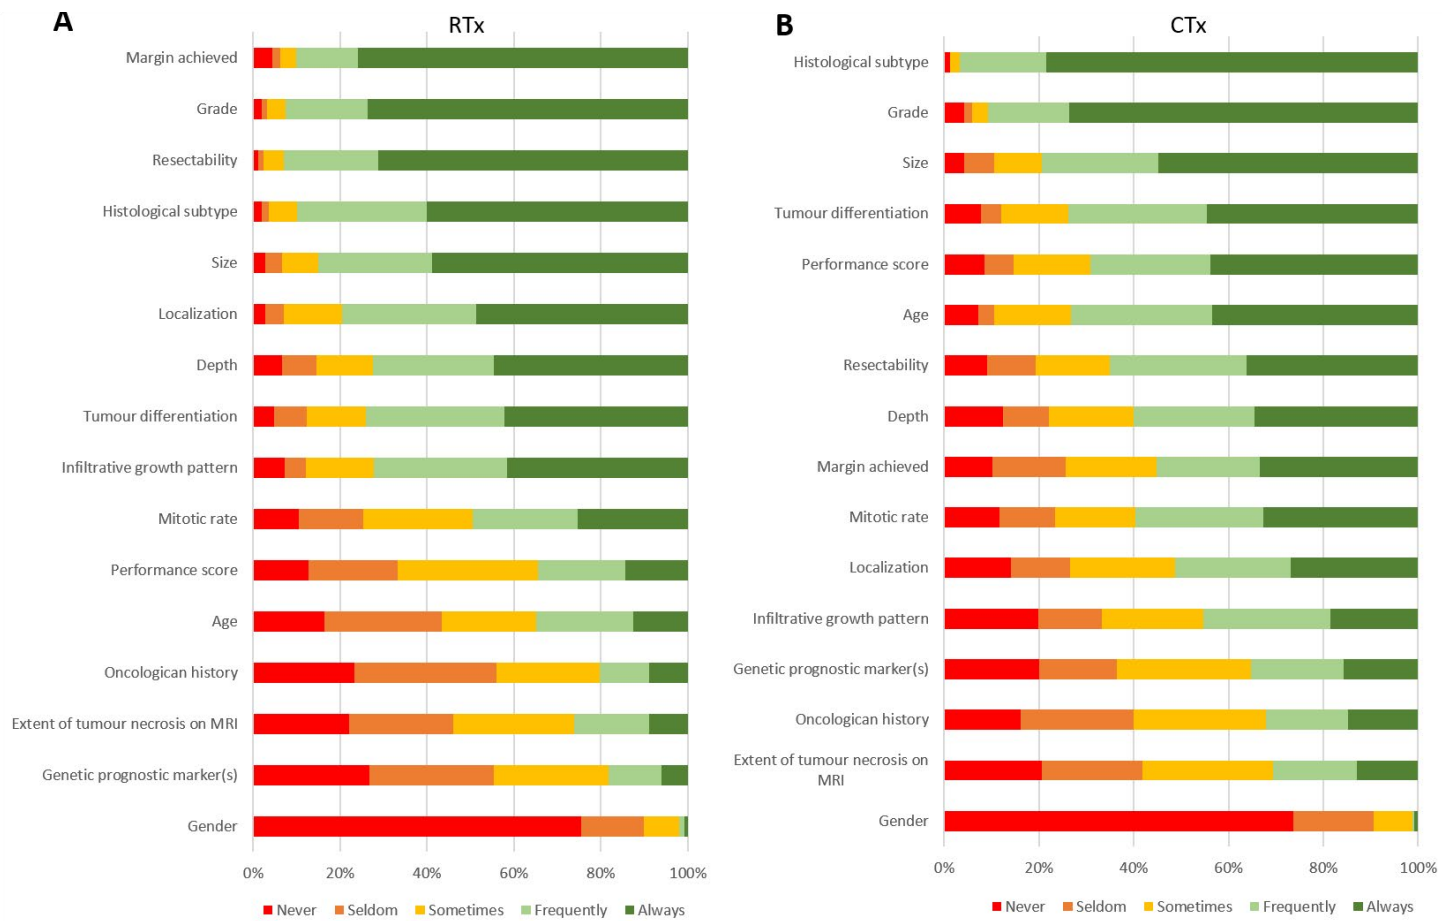 A
RTx
Margin achieved
Grade
Resectability
Histological subtype
Size
Localization
Depth
Tumour differentiation
Infiltrative growth pattern
Mitotic rate
Performance score
Age
Oncologican history
Extent of tumour necrosis on MRI
Genetic prognostic marker(s)
Gender
0% 20% 40% 60% 80% 100%
Never Seldom Sometimes Frequently Always
B
CTx
Histological subtype
Grade
Size
Tumour differentiation
Performance score
Age
Resectability
Depth
Margin achieved
Mitotic rate
Localization
Infiltrative growth pattern
Genetic prognostic marker(s)
Oncologican history
Extent of tumour necrosis on
MRI
Gender
0% 20% 40% 60% 80% 100%
Never Seldom Sometimes Frequently Always